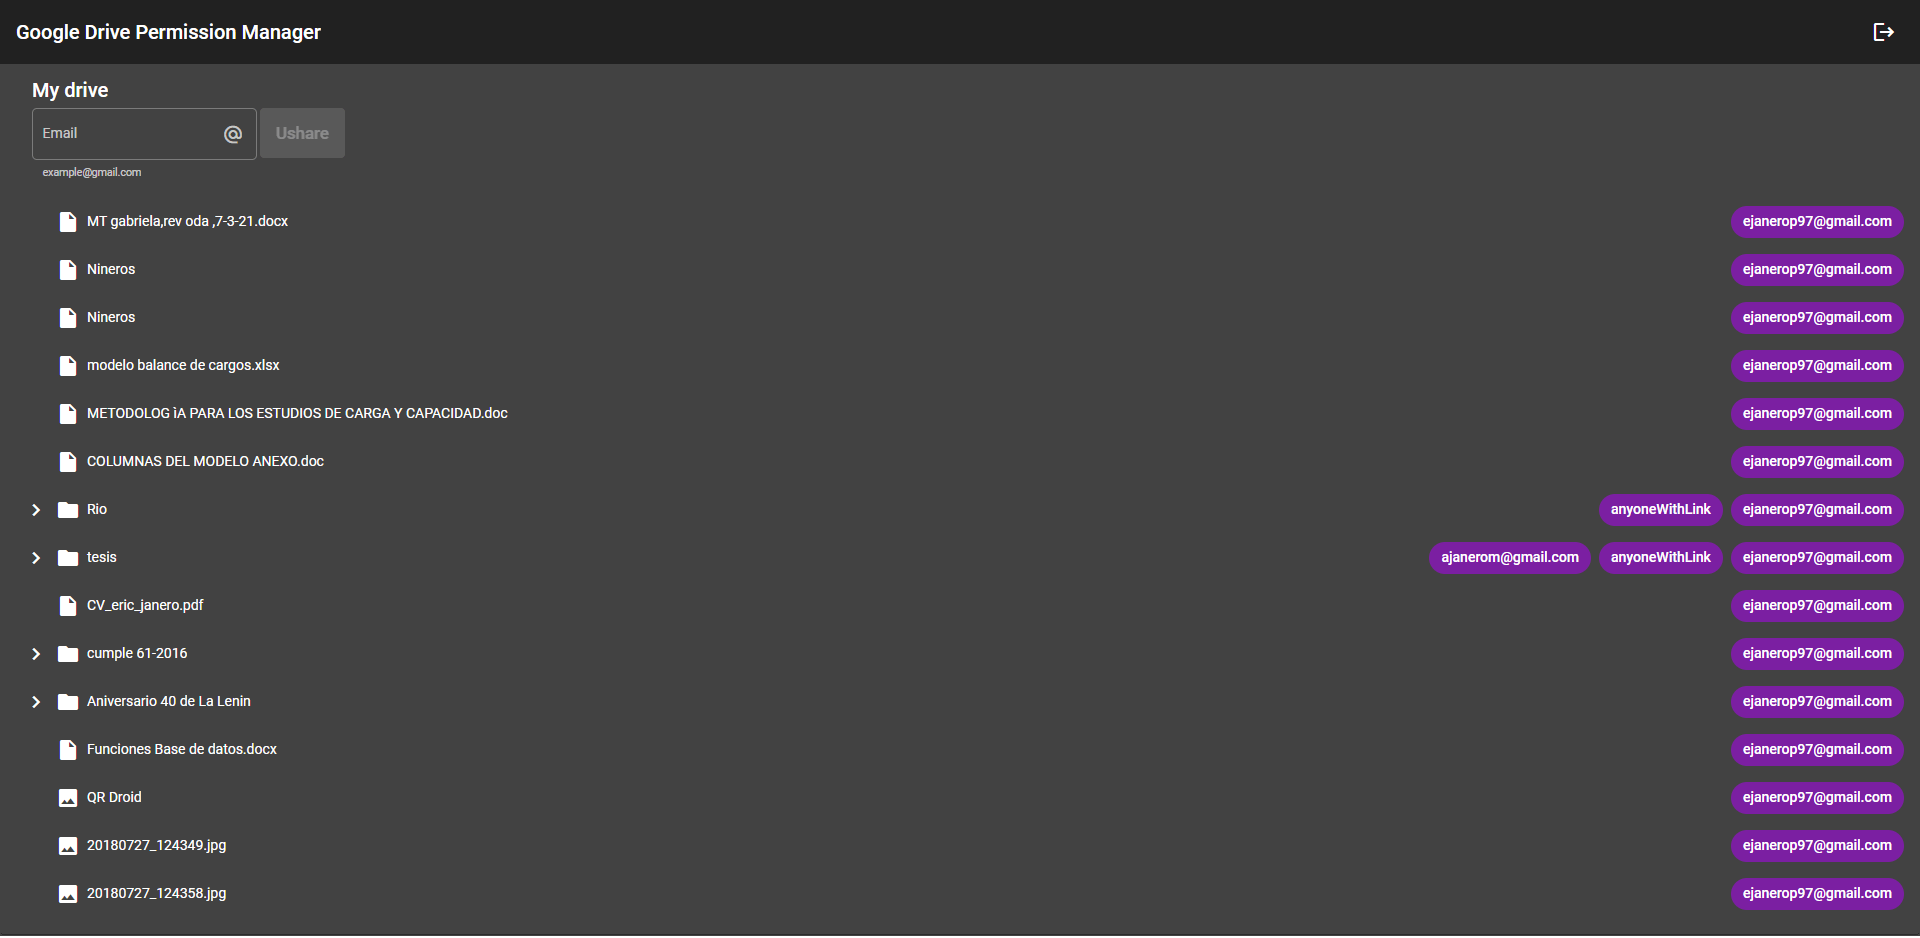 Google Drive Permission Manager
My drive
Email @ Ushare
example@gmail.com
MT gabriela,rev oda ,7-3-21.docx ejanerop97@gmail.com
Nineros ejanerop97@gmail.com
Nineros ejanerop97@gmail.com
modelo balance de cargos.xlsx ejanerop97@gmail.com
METODOLOG ìA PARA LOS ESTUDIOS DE CARGA Y CAPACIDAD.doc ejanerop97@gmail.com
COLUMNAS DEL MODELO ANEXO.doc ejanerop97@gmail.com
Rio anyoneWithLink ejanerop97@gmail.com
tesis ajanerom@gmail.com anyoneWithLink ejanerop97@gmail.com
CV_eric_janero.pdf ejanerop97@gmail.com
cumple 61-2016 ejanerop97@gmail.com
Aniversario 40 de La Lenin ejanerop97@gmail.com
Funciones Base de datos.docx ejanerop97@gmail.com
QR Droid ejanerop97@gmail.com
20180727_124349.jpg ejanerop97@gmail.com
20180727_124358.jpg ejanerop97@gmail.com